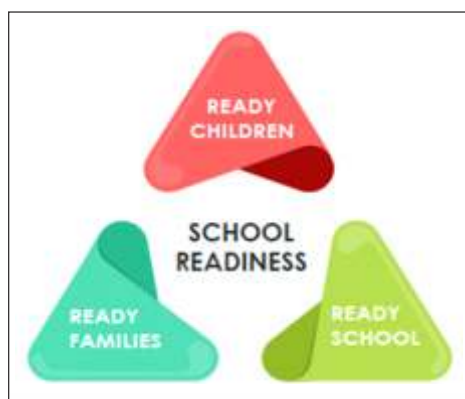 READY
CHILDREN
SCHOOL
READINESS
READY
FAMILIES
READY
SCHOOL